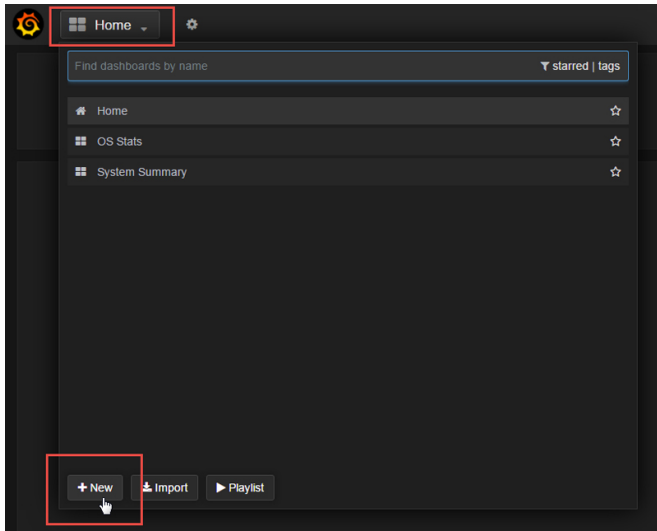 Home
Find dashboards by name starred | tags
Home
OS Stats
System Summary
+ New Import Playlist